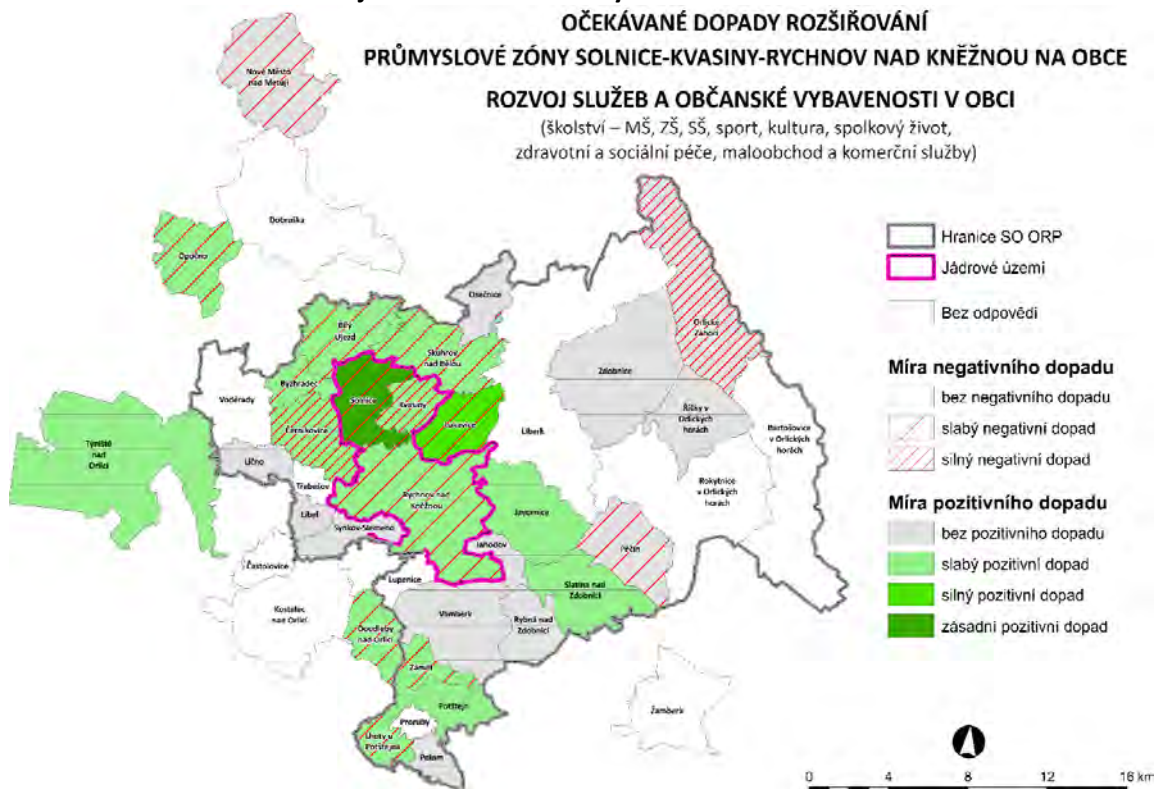 OČEKÁVANÉ DOPADY ROZŠIŘOVÁNÍ
PRŮMYSLOVÉ ZÓNY SOLNICE-KVASINY-RYCHNOV NAD KNĚŽNOU NA OBCE
ROZVOJ SLUŽEB A OBČANSKÉ VYBAVENOSTI V OBCI
(školství – MŠ, ZŠ, SŠ, sport, kultura, spolkový život,
zdravotní a sociální péče, maloobchod a komerční služby)
Nové Město
nad Metují
Dobruška
Opočno
Osečnice
Bílý
Újezd
Skuhrov
nad Bělou
Orlické
Záhoří
Zdobnice
Voděrady
Byzhradec
Solnice
Kvasiny
Říčky v
Orlických
horách
Liberk
Bartošovice
v Orlických
horách
Černíkovice
Týniště
nad
Orlicí
Lično
Třebešov
Rychnov nad
Kněžnou
Rokytnice
v Orlických
horách
Libel
Synkov-Slemeno
Javornice
Jahodov
Pěčín
Častolovice
Lupenice
Slatina nad
Zdobnicí
Kostelec
nad Orlicí
Vamberk
Rybná nad
Zdobnicí
Doudleby
nad Orlicí
Záměl
Potštejn
Žamberk
Proruby
Lhoty u
Potštejna
Polom
Hranice SO ORP
Jádrové území
Bez odpovědí
Míra negativního dopadu
bez negativního dopadu
slabý negativní dopad
silný negativní dopad
Míra pozitivního dopadu
bez pozitivního dopadu
slabý pozitivní dopad
silný pozitivní dopad
zásadní pozitivní dopad
0 4 8 12 16 km